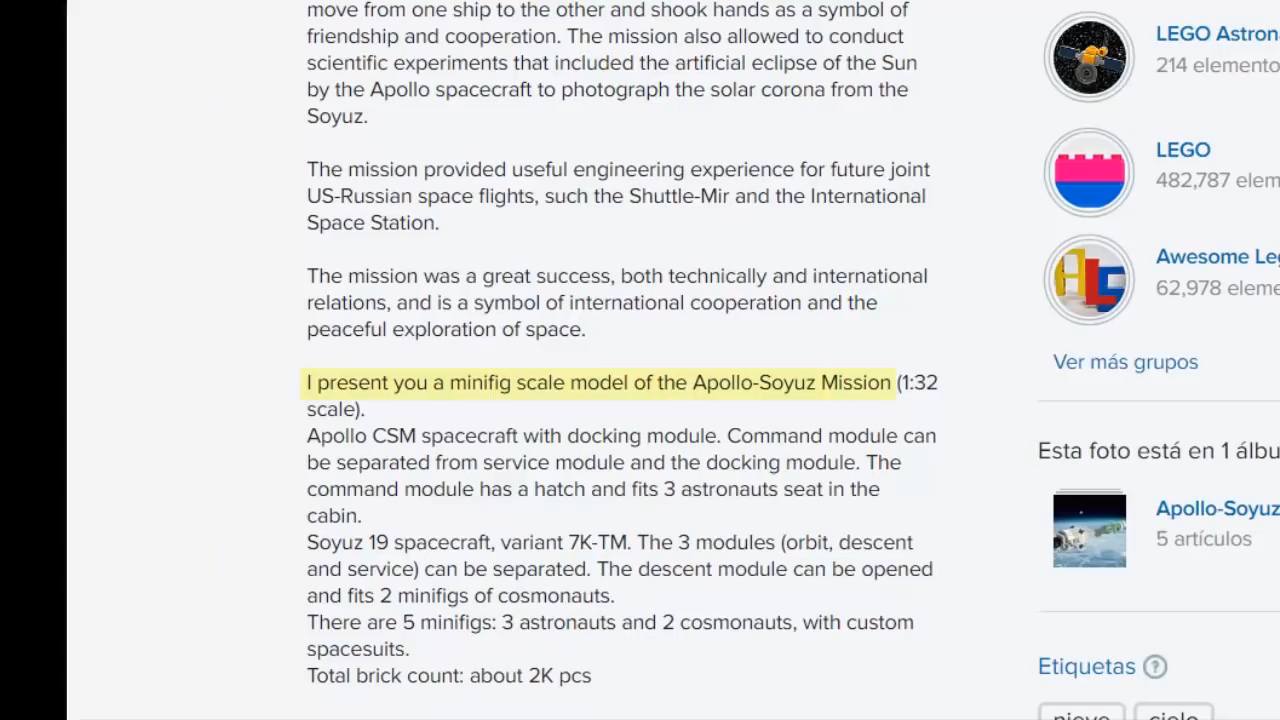 move from one ship to the other and shook hands as a symbol of
friendship and cooperation. The mission also allowed to conduct
scientific experiments that included the artificial eclipse of the Sun
by the Apollo spacecraft to photograph the solar corona from the
Soyuz.
The mission provided useful engineering experience for future joint
US-Russian space flights, such the Shuttle-Mir and the International
Space Station.
The mission was a great success, both technically and international
relations, and is a symbol of international cooperation and the
peaceful exploration of space.
I present you a minifig scale model of the Apollo-Soyuz Mission (1:32
scale).
Apollo CSM spacecraft with docking module. Command module can
be separated from service module and the docking module. The
command module has a hatch and fits 3 astronauts seat in the
cabin.
Soyuz 19 spacecraft, variant 7K-TM. The 3 modules (orbit, descent
and service) can be separated. The descent module can be opened
and fits 2 minifigs of cosmonauts.
There are 5 minifigs: 3 astronauts and 2 cosmonauts, with custom
spacesuits.
Total brick count: about 2K pcs
LEGO Astron
214 elemento
LEGO
482,787 elem
Awesome Leg
62,978 eleme
Ver más grupos
Esta foto está en 1 álbu
Apollo-Soyuz
5 artículos
Etiquetas ?
nieve cielo